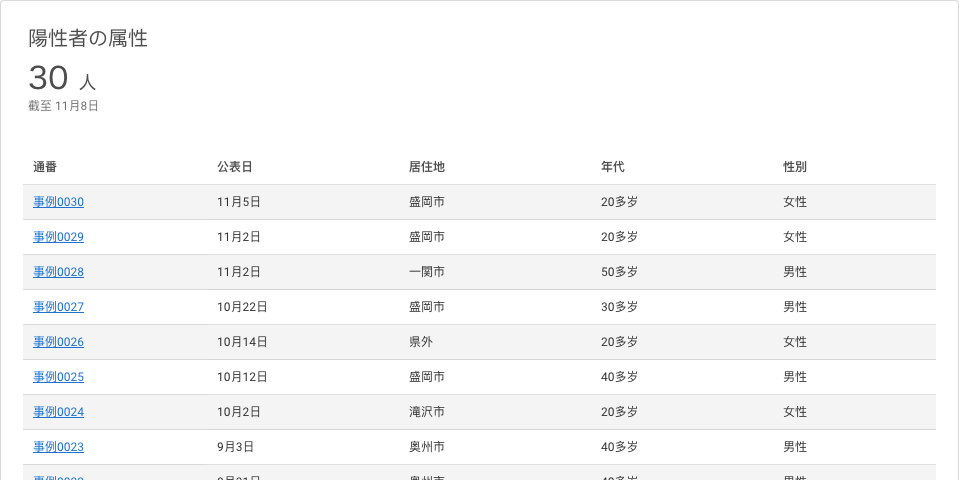 陽性者の属性
30 人
截至 11月8日
通番 公表日 居住地 年代 性別
事例0030 11月5日 盛岡市 20多岁 女性
事例0029 11月2日 盛岡市 20多岁 女性
事例0028 11月2日 一関市 50多岁 男性
事例0027 10月22日 盛岡市 30多岁 男性
事例0026 10月14日 県外 20多岁 女性
事例0025 10月12日 盛岡市 40多岁 男性
事例0024 10月2日 滝沢市 20多岁 女性
事例0023 9月3日 奥州市 40多岁 男性